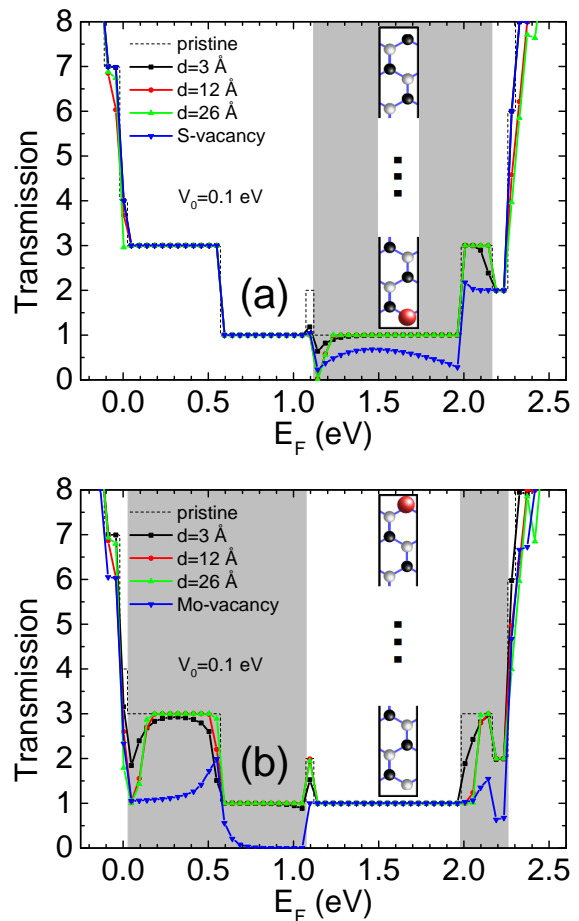 8
7
6
5
4
3
2
1
0
Transmission
pristine
d=3 Å
d=12 Å
d=26 Å
S-vacancy
V₀=0.1 eV
(a)
0.0 0.5 1.0 1.5 2.0 2.5
E_F (eV)
8
7
6
5
4
3
2
1
0
Transmission
pristine
d=3 Å
d=12 Å
d=26 Å
Mo-vacancy
V₀=0.1 eV
(b)
0.0 0.5 1.0 1.5 2.0 2.5
E_F (eV)